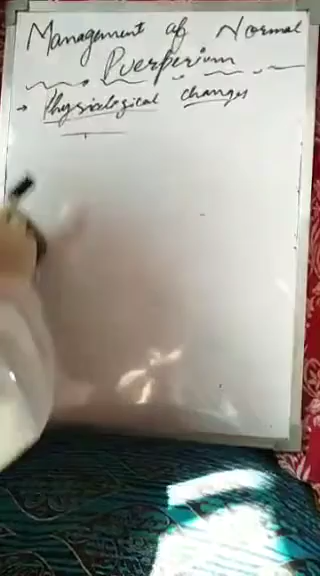 Management of Normal
Puerperium
→ Physiological changes